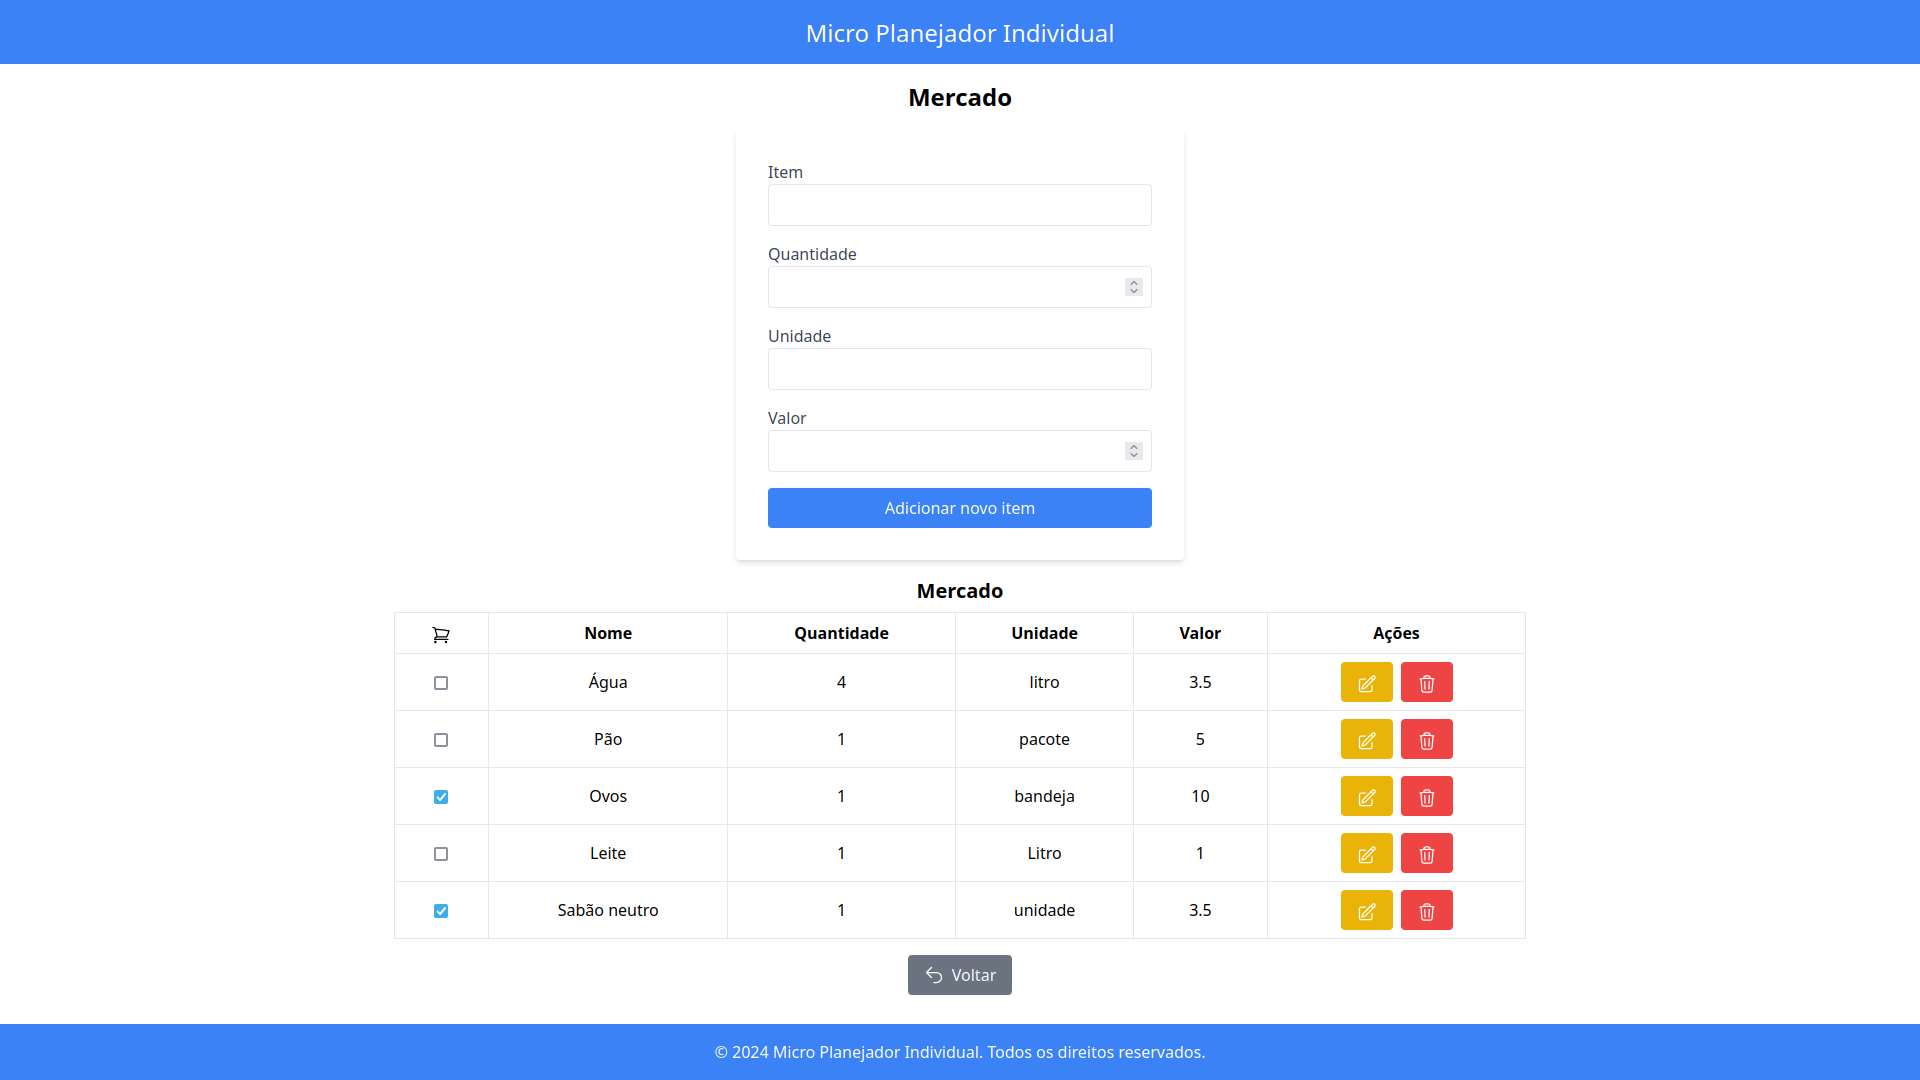 Micro Planejador Individual
Mercado
Item
Quantidade
Unidade
Valor
Adicionar novo item
Mercado
Nome Quantidade Unidade Valor Ações
Água 4 litro 3.5
Pão 1 pacote 5
Ovos 1 bandeja 10
Leite 1 Litro 1
Sabão neutro 1 unidade 3.5
Voltar
© 2024 Micro Planejador Individual. Todos os direitos reservados.